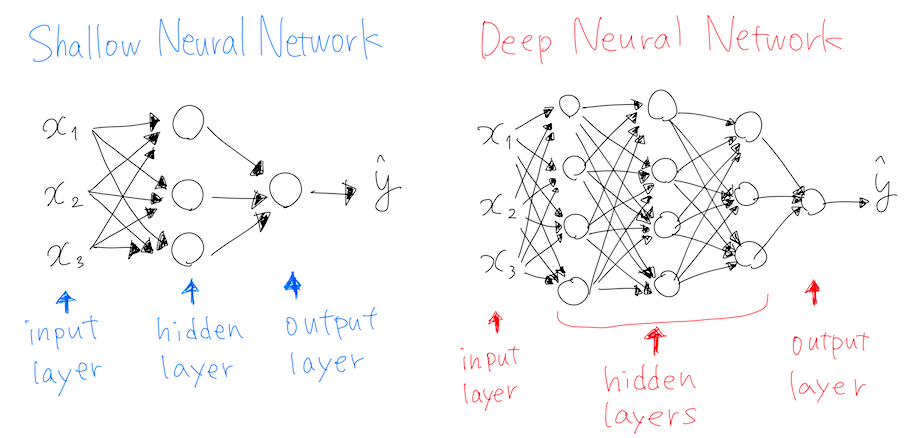 Shallow Neural Network
x₁
x₂
x₃
ŷ
input
layer
hidden
layer
output
layer
Deep Neural Network
x₁
x₂
x₃
ŷ
input
layer
hidden
layers
output
layer